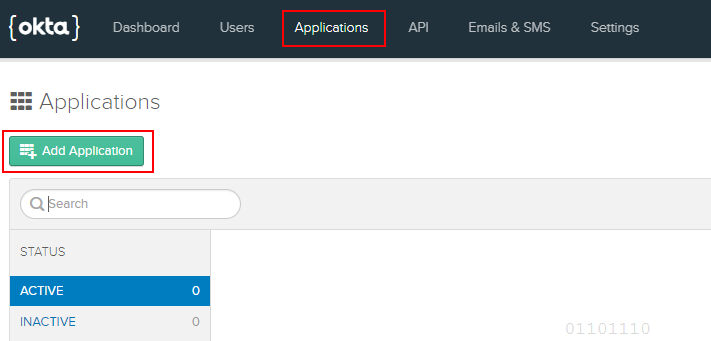 {okta} Dashboard Users Applications API Emails & SMS Settings
Applications
Add Application
Search
STATUS
ACTIVE 0
INACTIVE 0
01101110